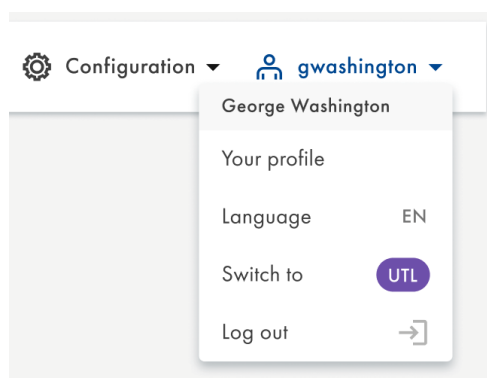 Configuration gwashington
George Washington
Your profile
Language EN
Switch to UTL
Log out